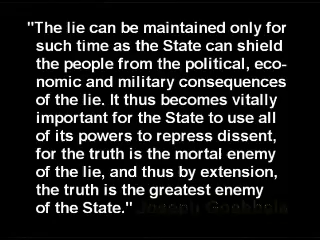 "The lie can be maintained only for
such time as the State can shield
the people from the political, eco-
nomic and military consequences
of the lie. It thus becomes vitally
important for the State to use all
of its powers to repress dissent,
for the truth is the mortal enemy
of the lie, and thus by extension,
the truth is the greatest enemy
of the State." Joseph Goebbels